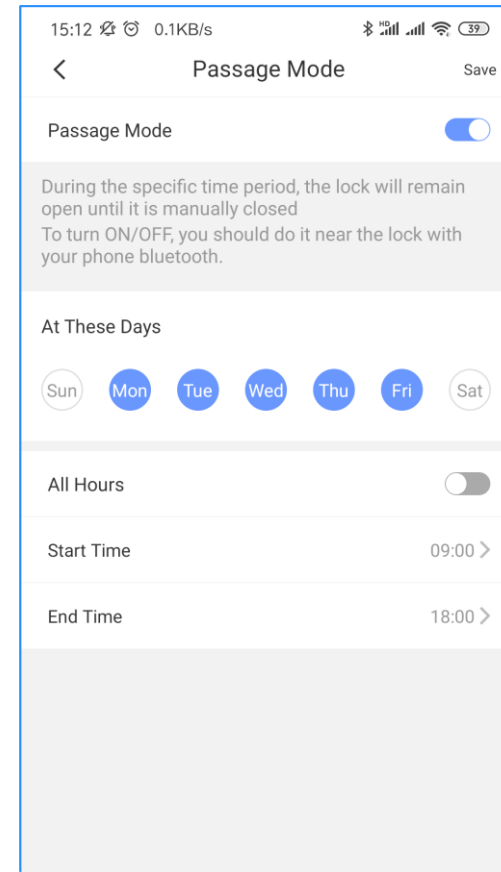 15:12 0.1KB/s HD 39
Passage Mode Save
Passage Mode
During the specific time period, the lock will remain
open until it is manually closed
To turn ON/OFF, you should do it near the lock with
your phone bluetooth.
At These Days
Sun Mon Tue Wed Thu Fri Sat
All Hours
Start Time 09:00
End Time 18:00